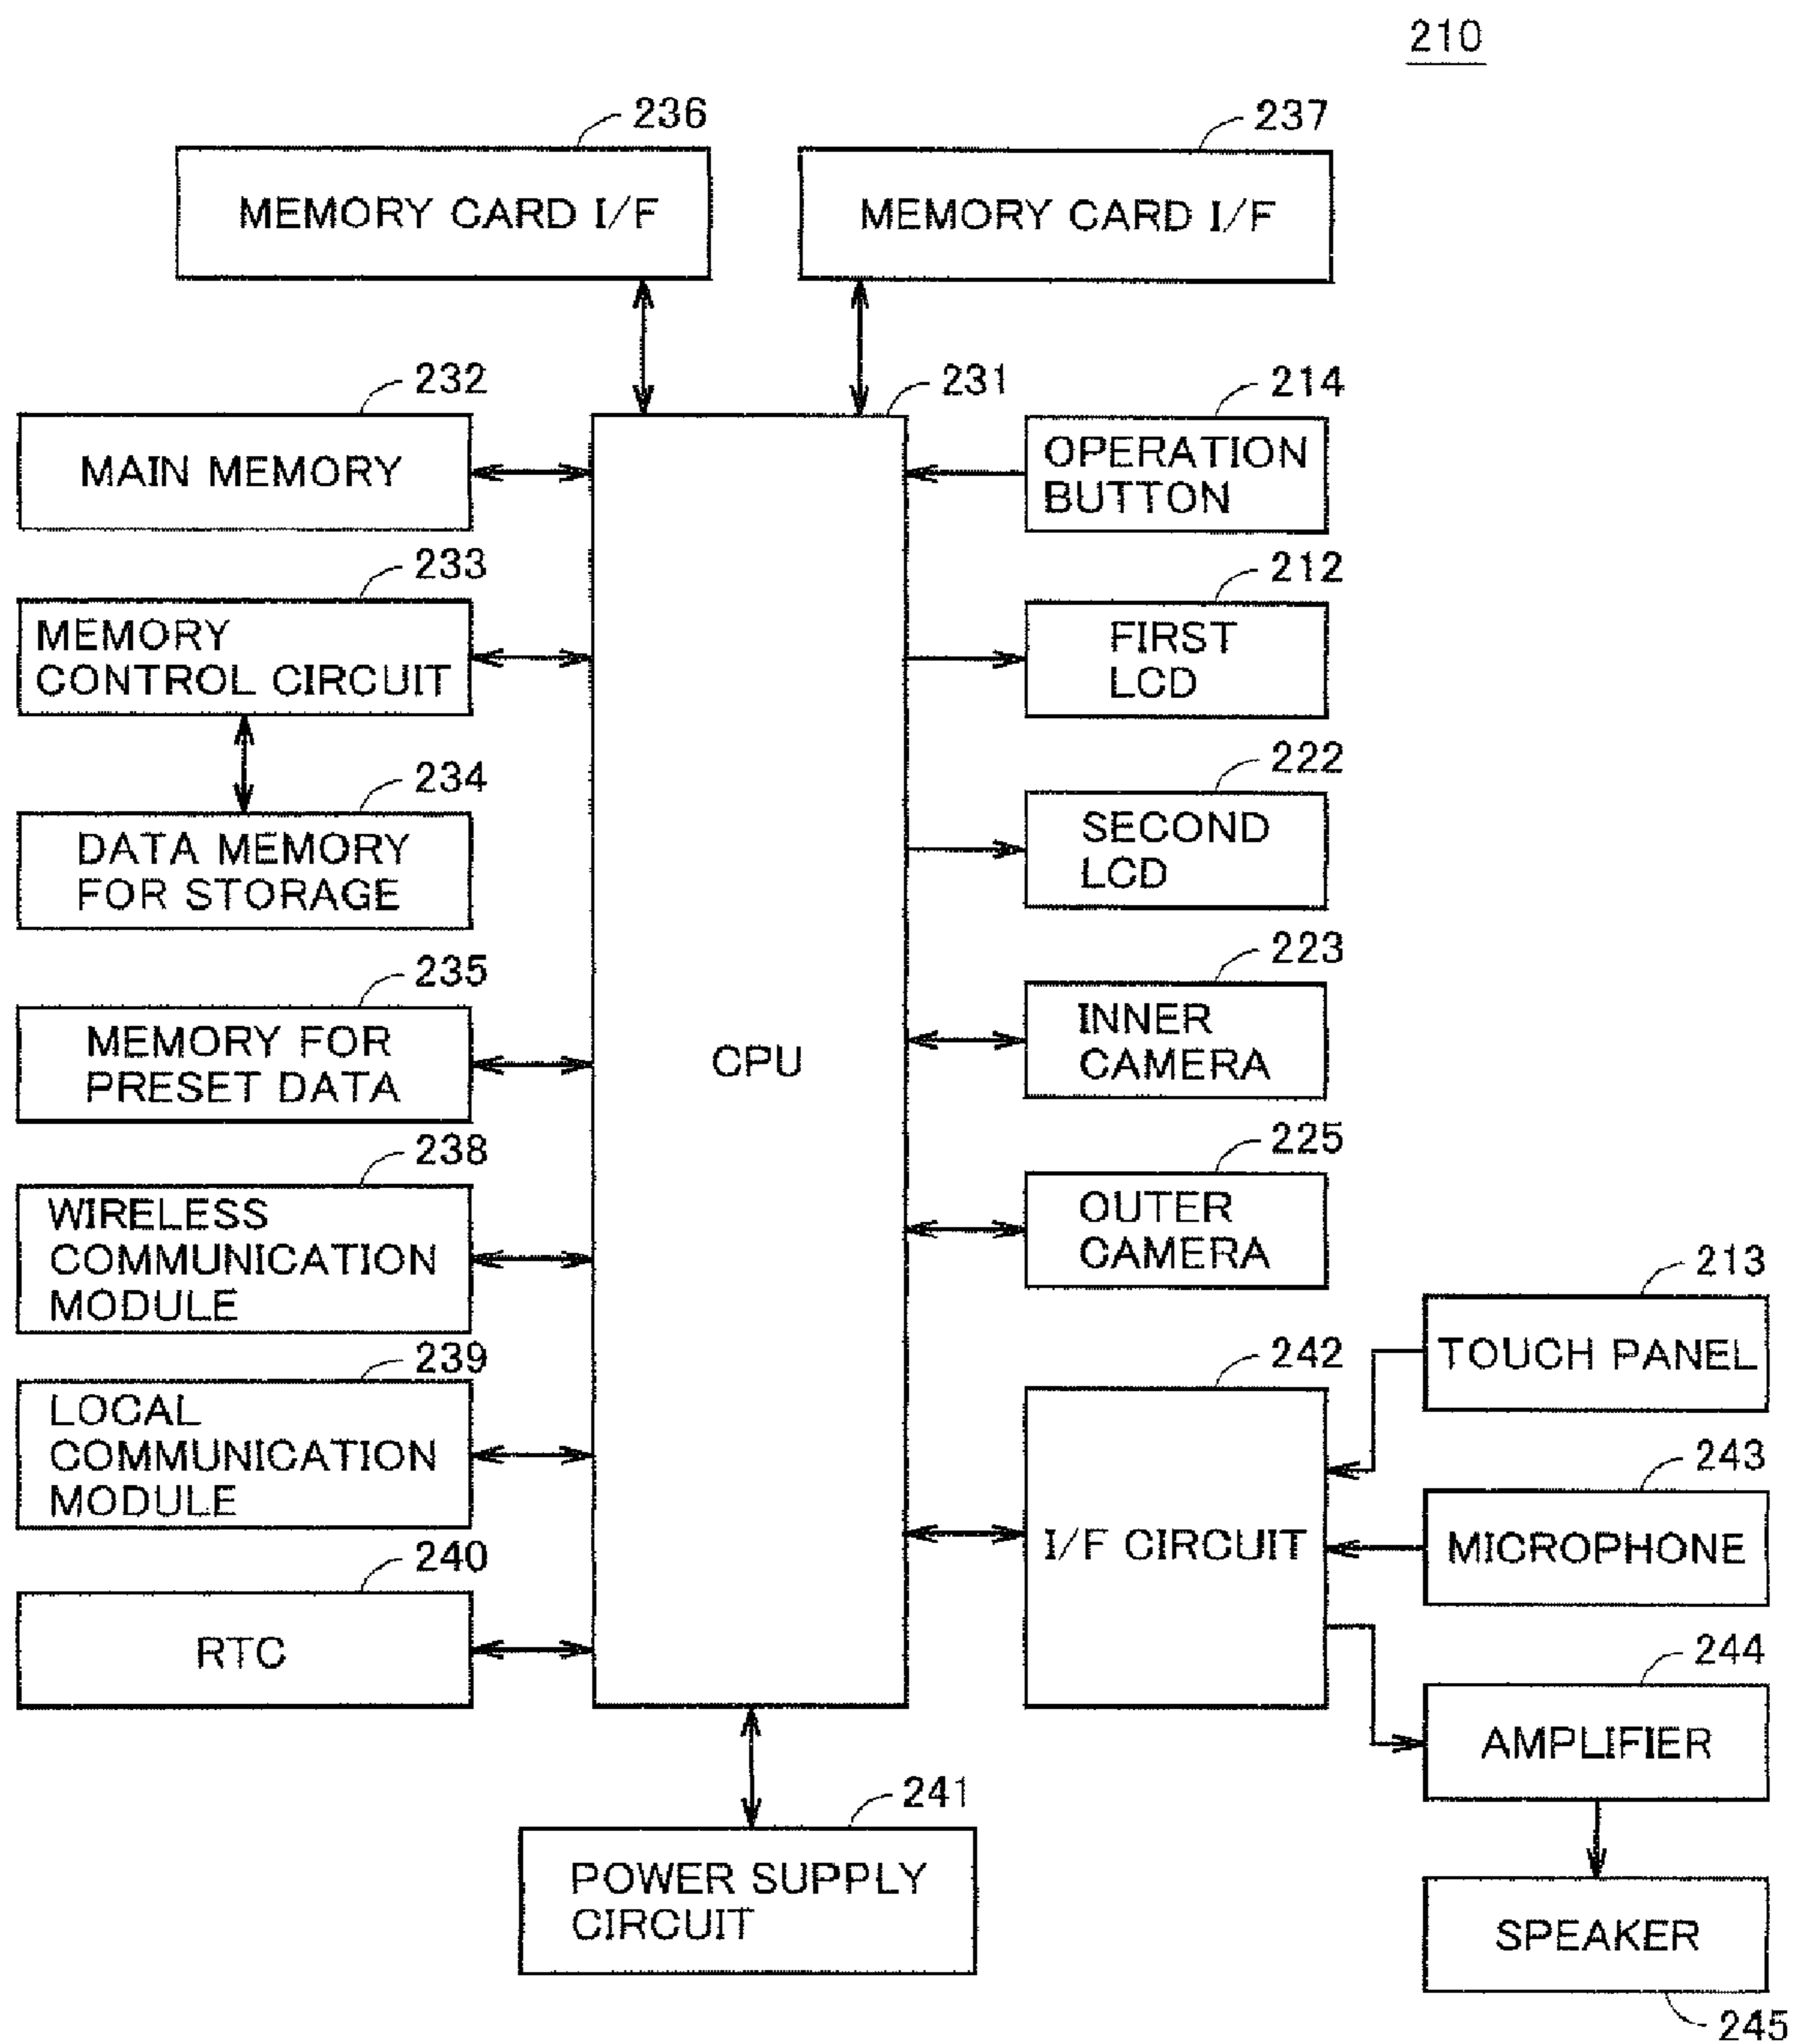 210
236
237
MEMORY CARD I/F
MEMORY CARD I/F
232
231
214
MAIN MEMORY
OPERATION
BUTTON
233
212
MEMORY
CONTROL CIRCUIT
FIRST
LCD
234
222
DATA MEMORY
FOR STORAGE
SECOND
LCD
235
223
MEMORY FOR
PRESET DATA
CPU
INNER
CAMERA
238
225
WIRELESS
COMMUNICATION
MODULE
OUTER
CAMERA
213
TOUCH PANEL
239
242
LOCAL
COMMUNICATION
MODULE
243
I/F CIRCUIT
MICROPHONE
240
RTC
244
AMPLIFIER
241
POWER SUPPLY
CIRCUIT
SPEAKER
245